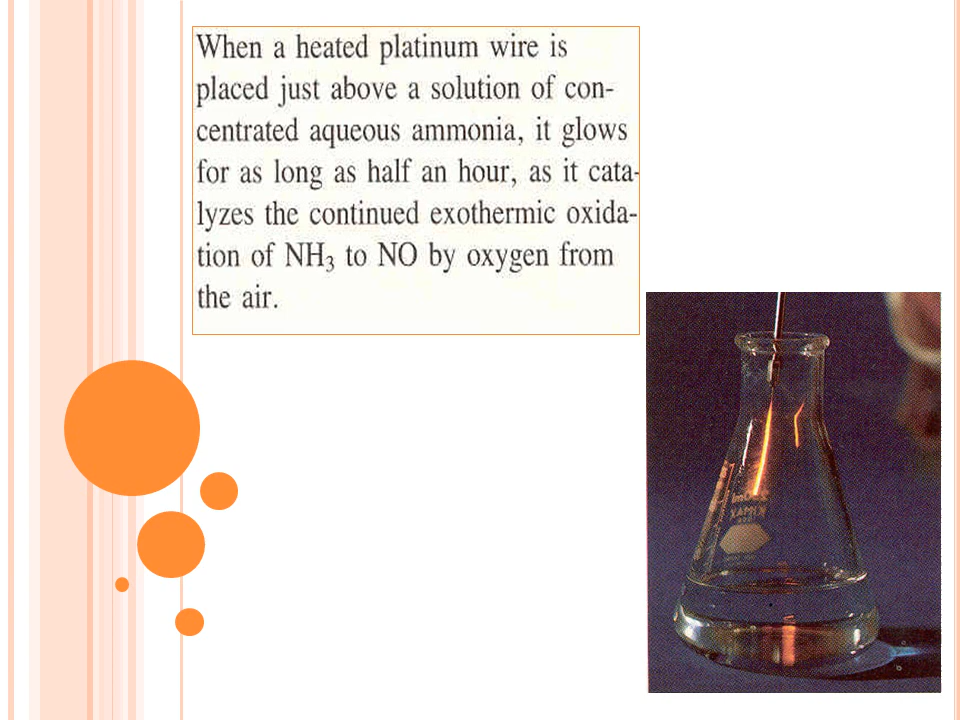 When a heated platinum wire is
placed just above a solution of con-
centrated aqueous ammonia, it glows
for as long as half an hour, as it cata-
lyzes the continued exothermic oxida-
tion of NH₃ to NO by oxygen from
the air.
KIMAX